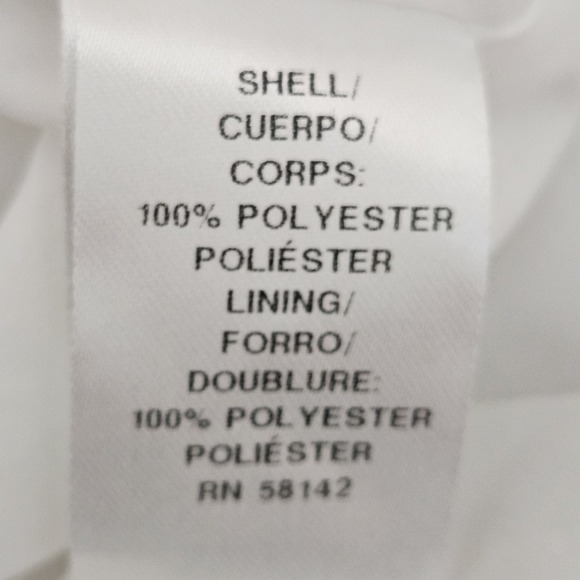 SHELL/
CUERPO/
CORPS:
100% POLYESTER
POLIÉSTER
LINING/
FORRO/
DOUBLURE:
100% POLYESTER
POLIÉSTER
RN 58142